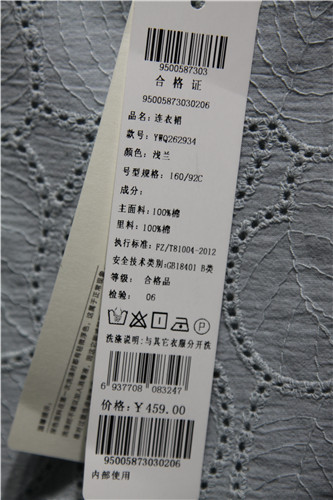 9500587303
合格证
95005873030206
品名: 连衣裙
款号: YWQ262934
颜色: 浅兰
号型规格: 160/92C
成分:
主面料: 100%棉
里料: 100%棉
执行标准: FZ/T81004-2012
安全技术类别: GB18401 B类
等级: 合格品
检验: 06
P
洗涤说明: 与其它衣服分开洗
6 937708 083247
价格: ¥ 459.00
95005873030206
内部使用